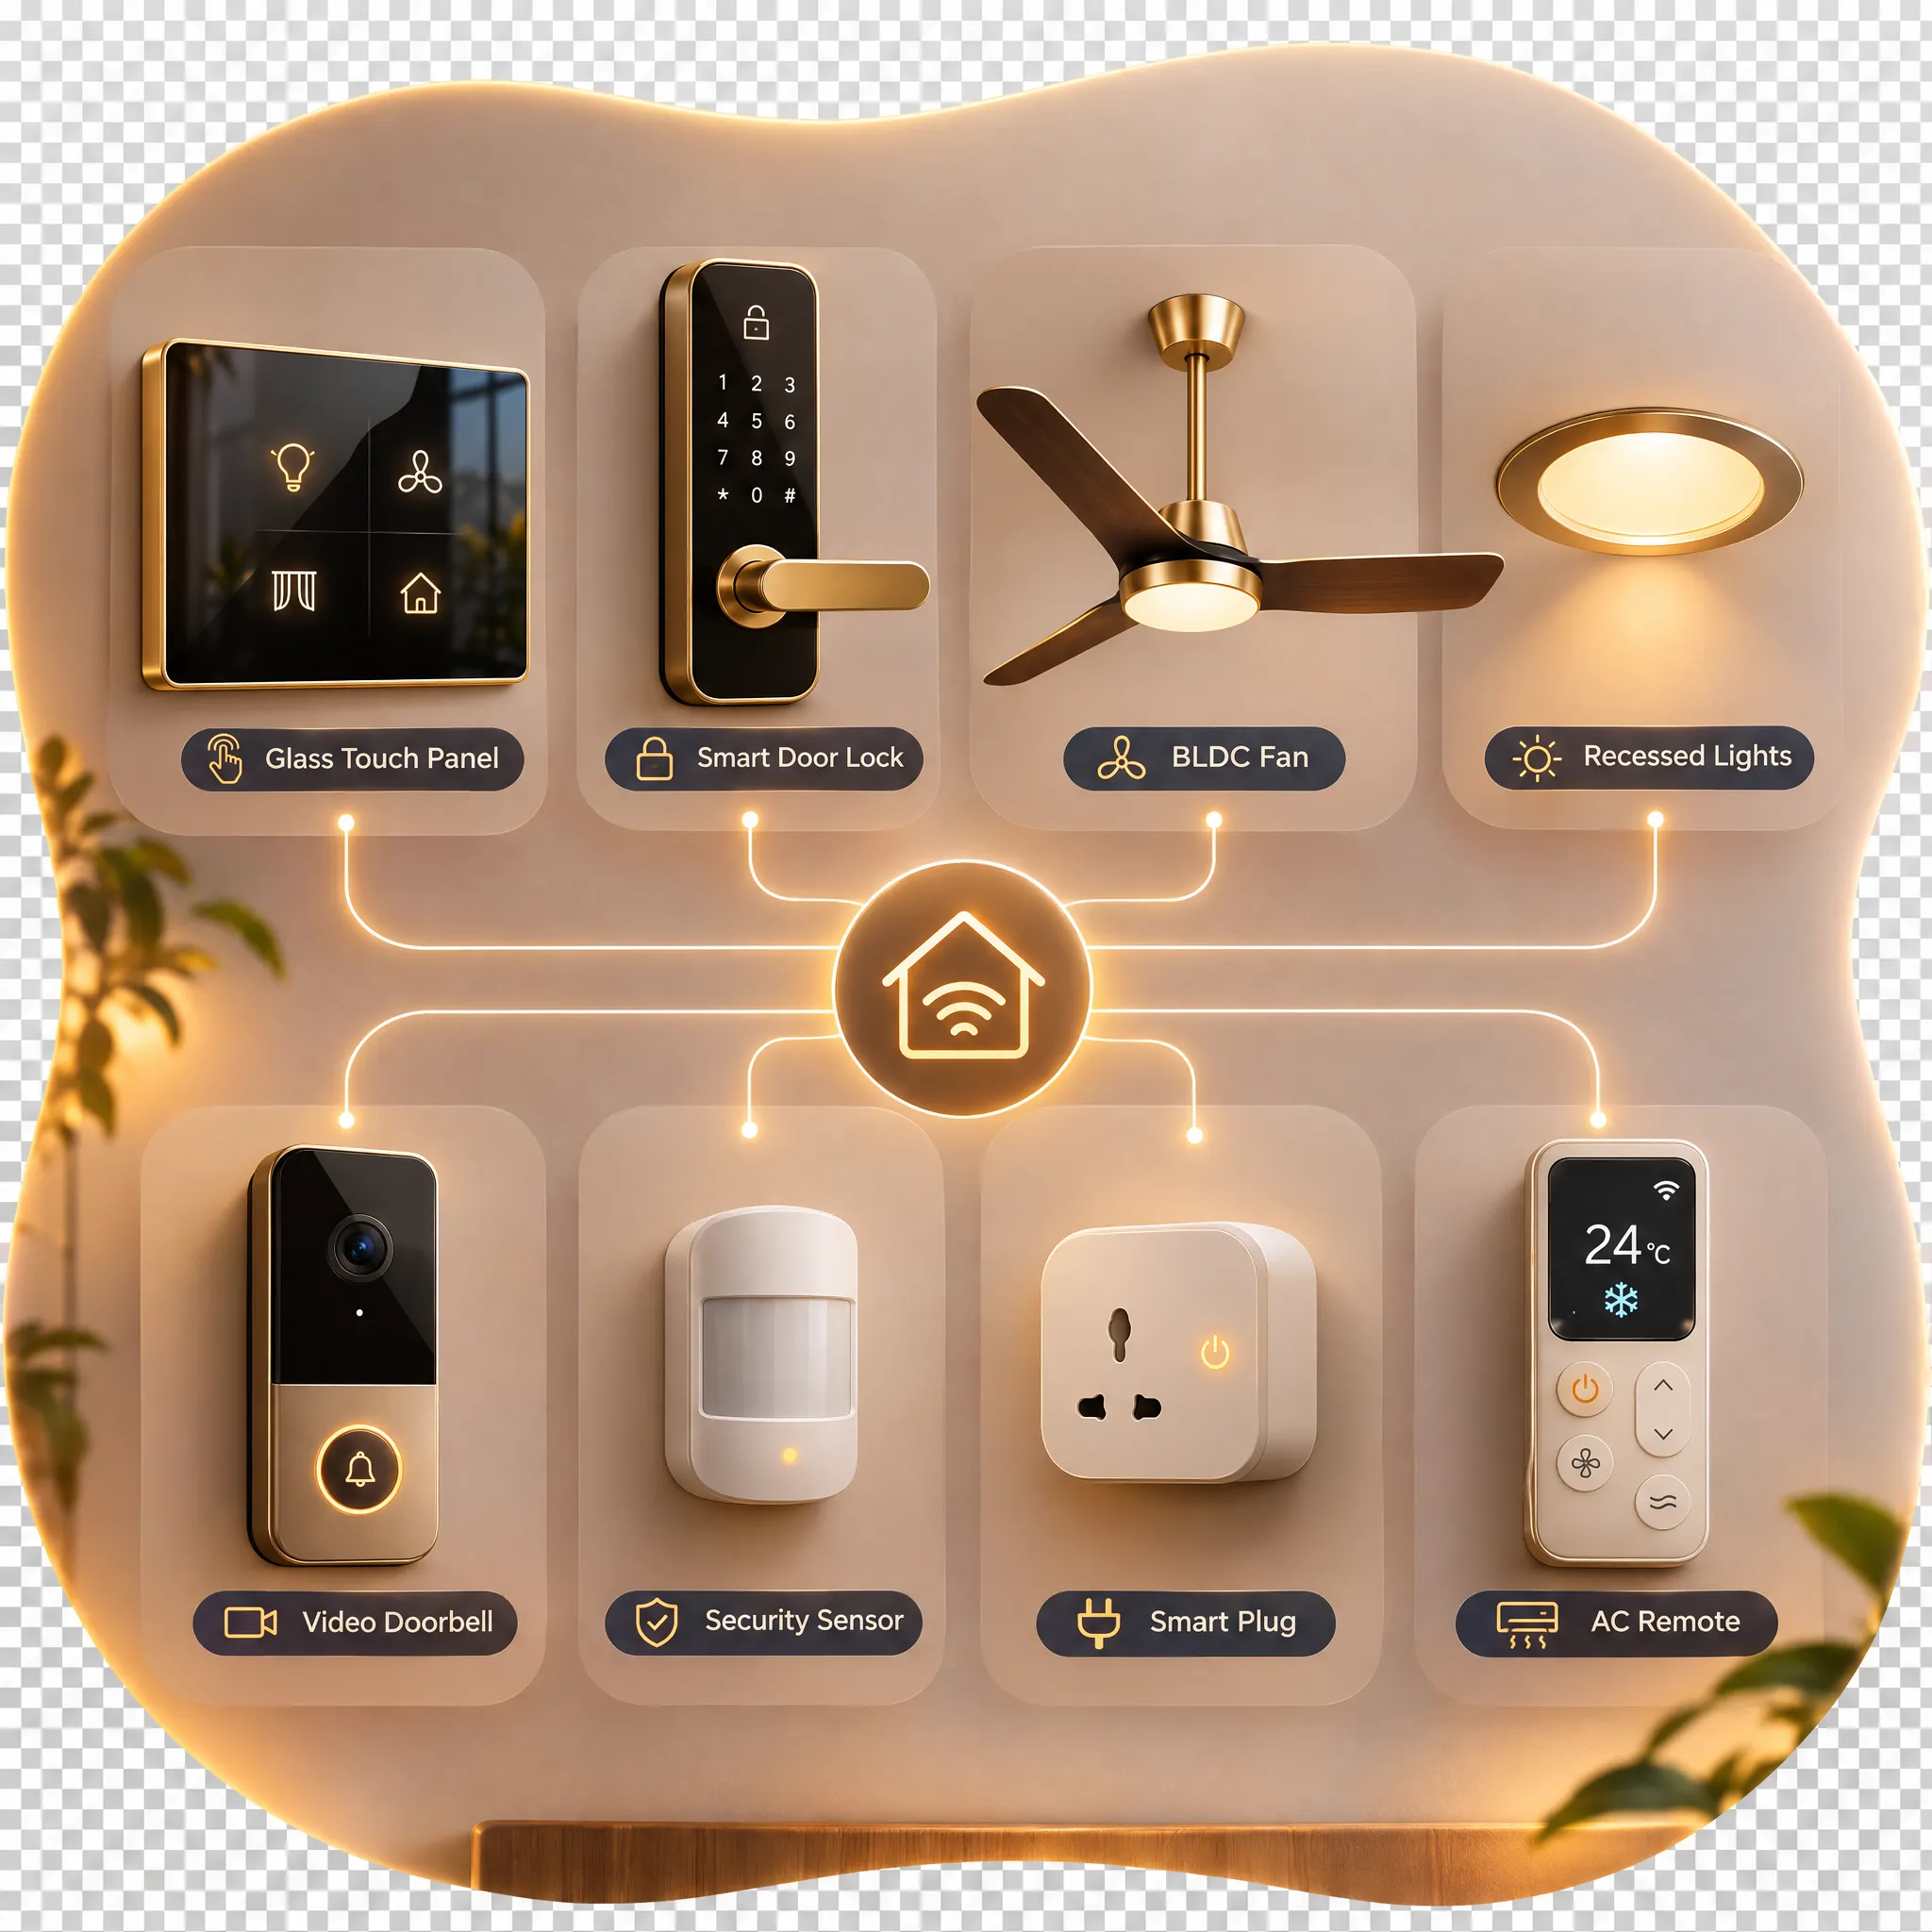 1 2 3
4 5 6
7 8 9
* 0 #
Glass Touch Panel
Smart Door Lock
BLDC Fan
Recessed Lights
24°C
Video Doorbell
Security Sensor
Smart Plug
AC Remote